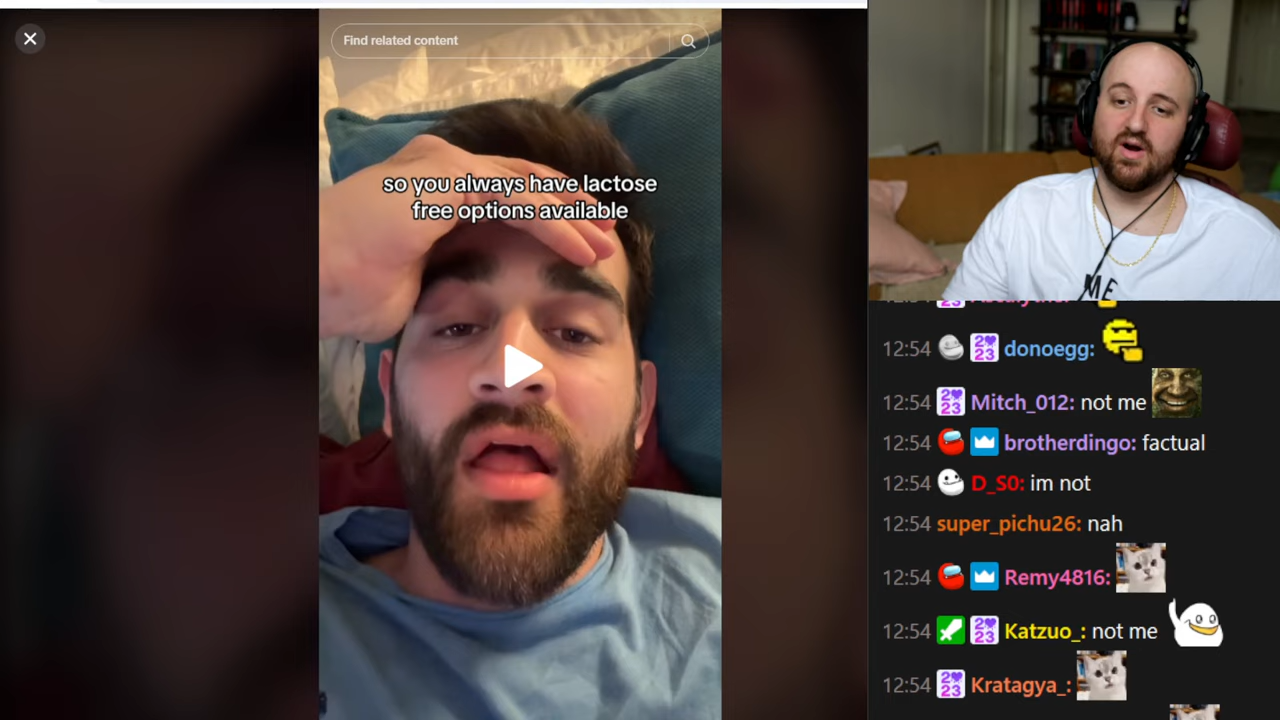 Find related content
so you always have lactose
free options available
ME
12:54 donoegg:
12:54 Mitch_012: not me
12:54 brotherdingo: factual
12:54 D_S0: im not
12:54 super_pichu26: nah
12:54 Remy4816:
12:54 Katzuo_: not me
12:54 Kratagya_: